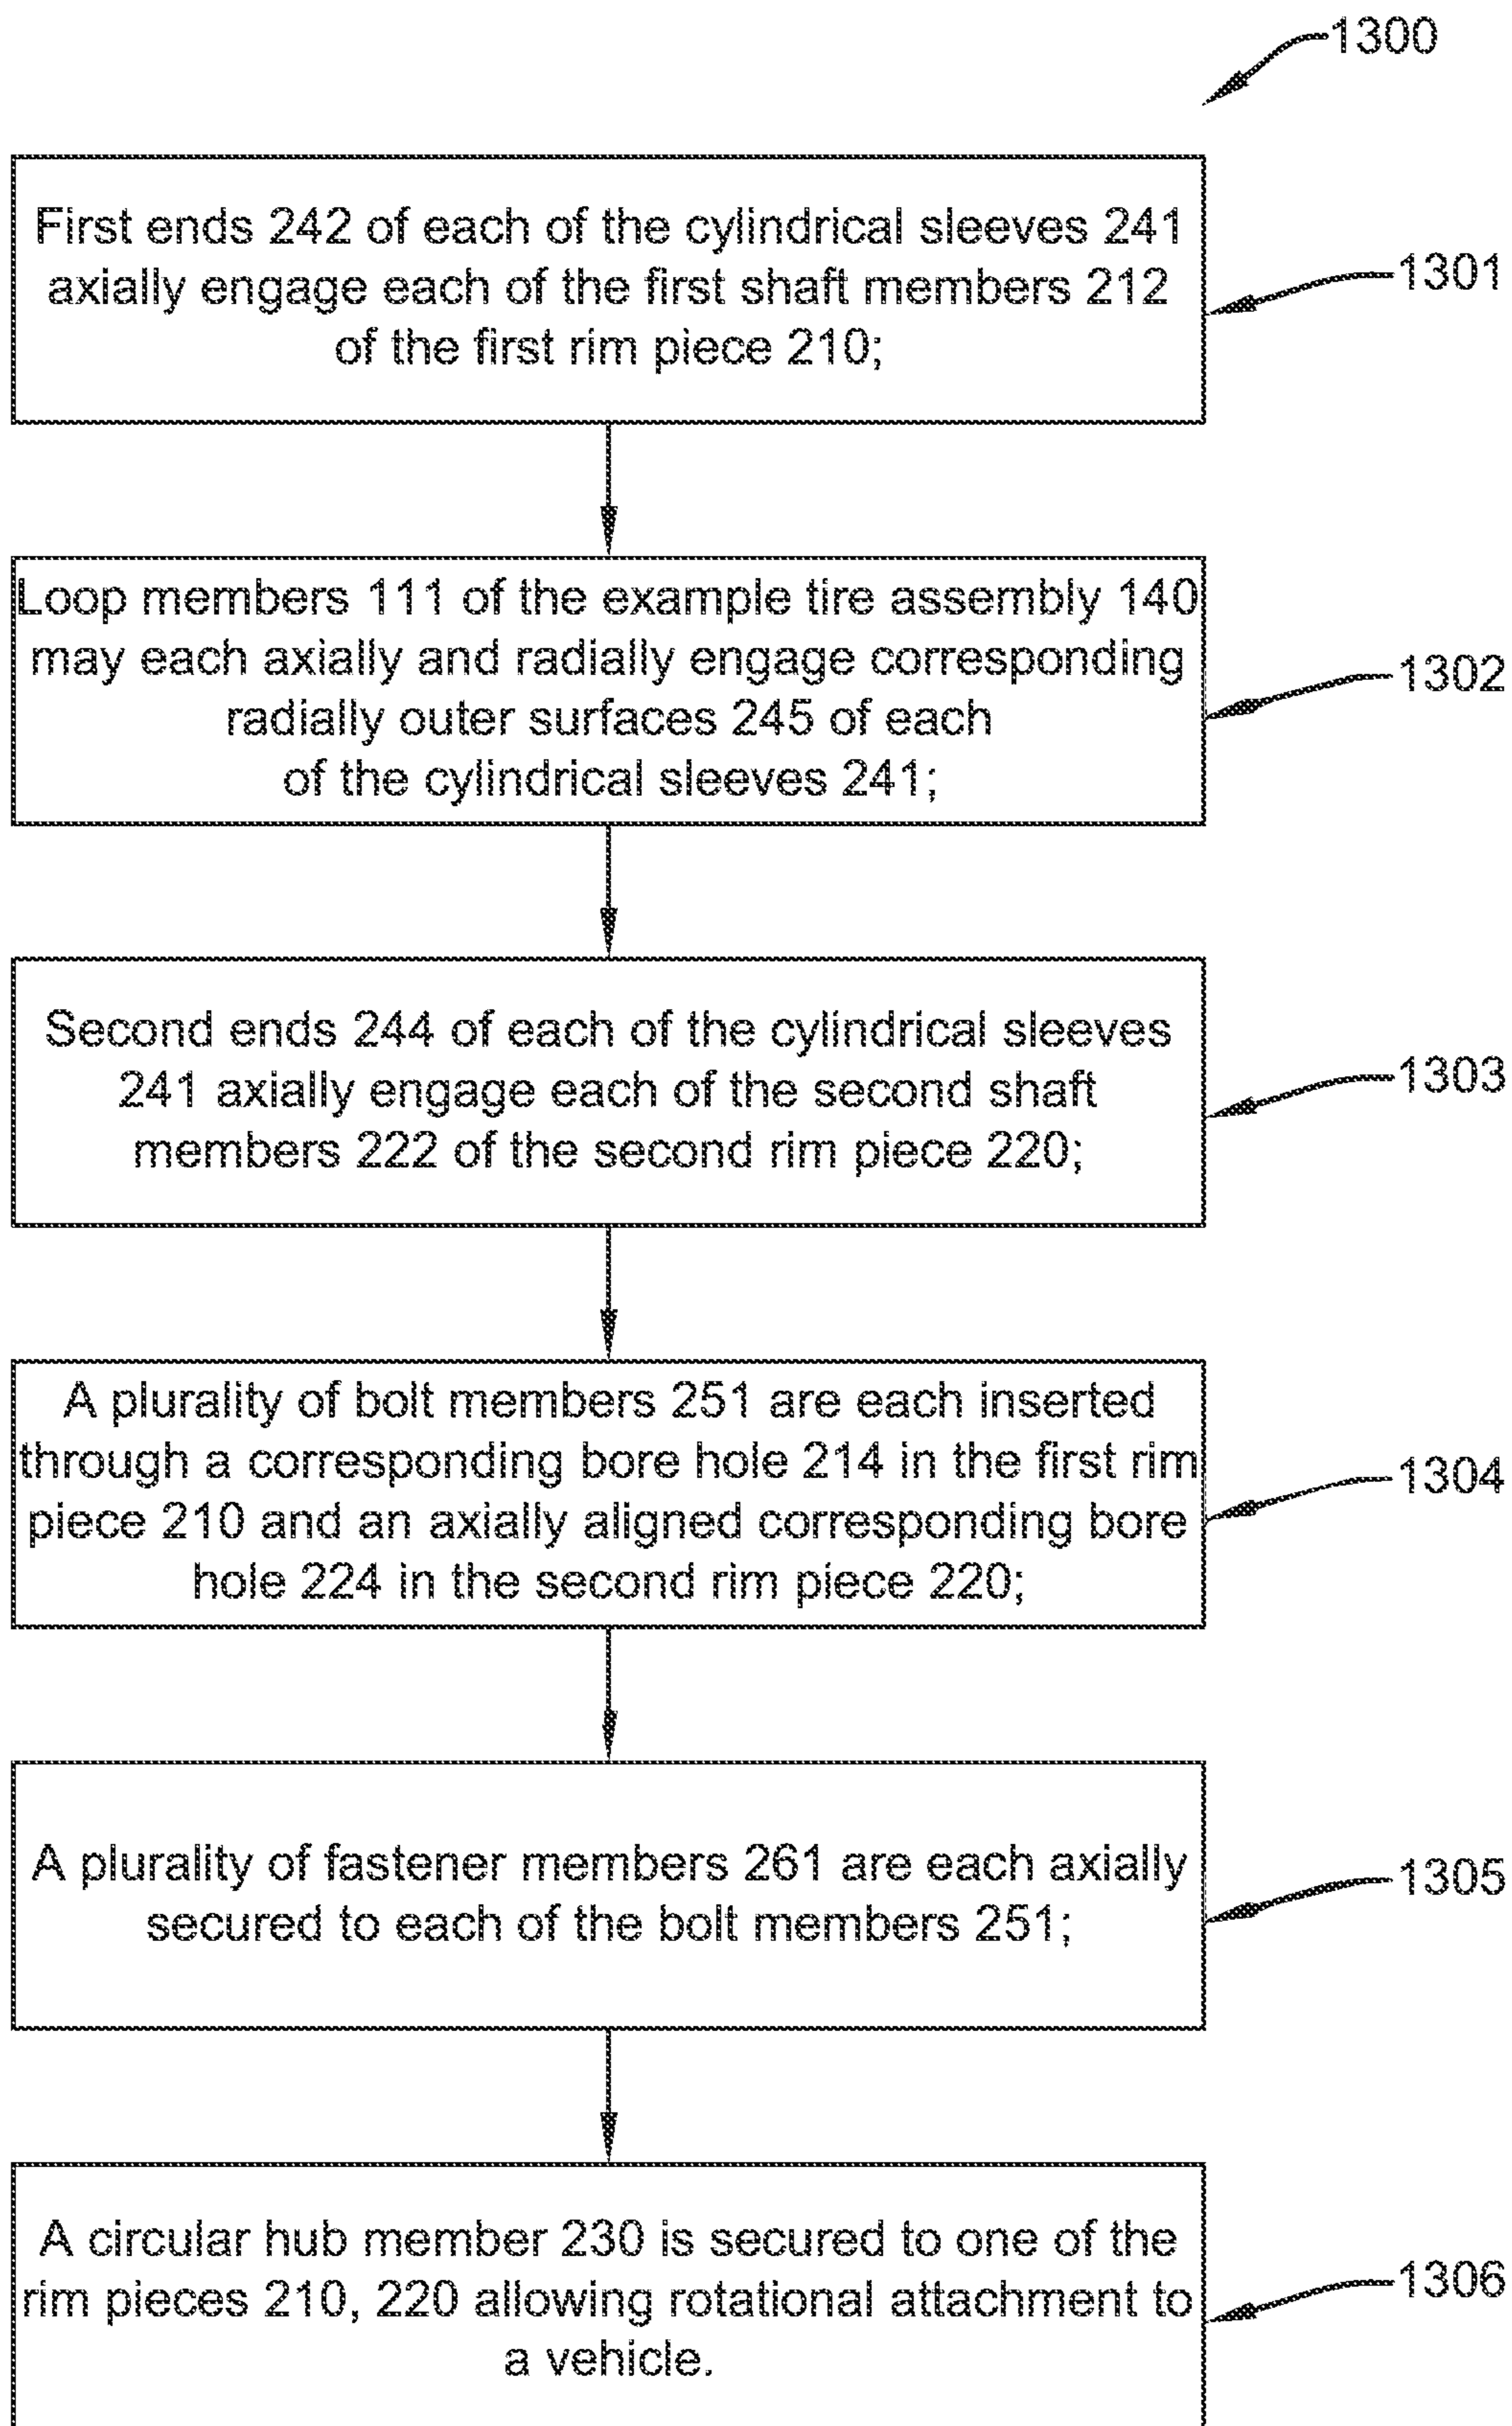 1300
First ends 242 of each of the cylindrical sleeves 241
axially engage each of the first shaft members 212
of the first rim piece 210;
1301
Loop members 111 of the example tire assembly 140
may each axially and radially engage corresponding
radially outer surfaces 245 of each
of the cylindrical sleeves 241;
1302
Second ends 244 of each of the cylindrical sleeves
241 axially engage each of the second shaft
members 222 of the second rim piece 220;
1303
A plurality of bolt members 251 are each inserted
through a corresponding bore hole 214 in the first rim
piece 210 and an axially aligned corresponding bore
hole 224 in the second rim piece 220;
1304
A plurality of fastener members 261 are each axially
secured to each of the bolt members 251;
1305
A circular hub member 230 is secured to one of the
rim pieces 210, 220 allowing rotational attachment to
a vehicle.
1306